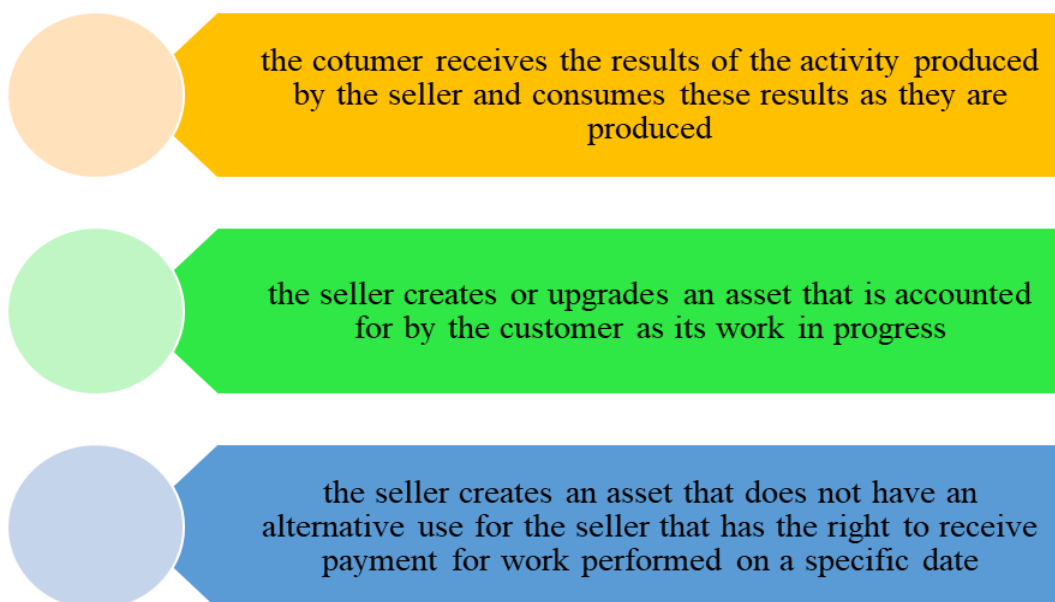 the cotumer receives the results of the activity produced
by the seller and consumes these results as they are
produced
the seller creates or upgrades an asset that is accounted
for by the customer as its work in progress
the seller creates an asset that does not have an
alternative use for the seller that has the right to receive
payment for work performed on a specific date